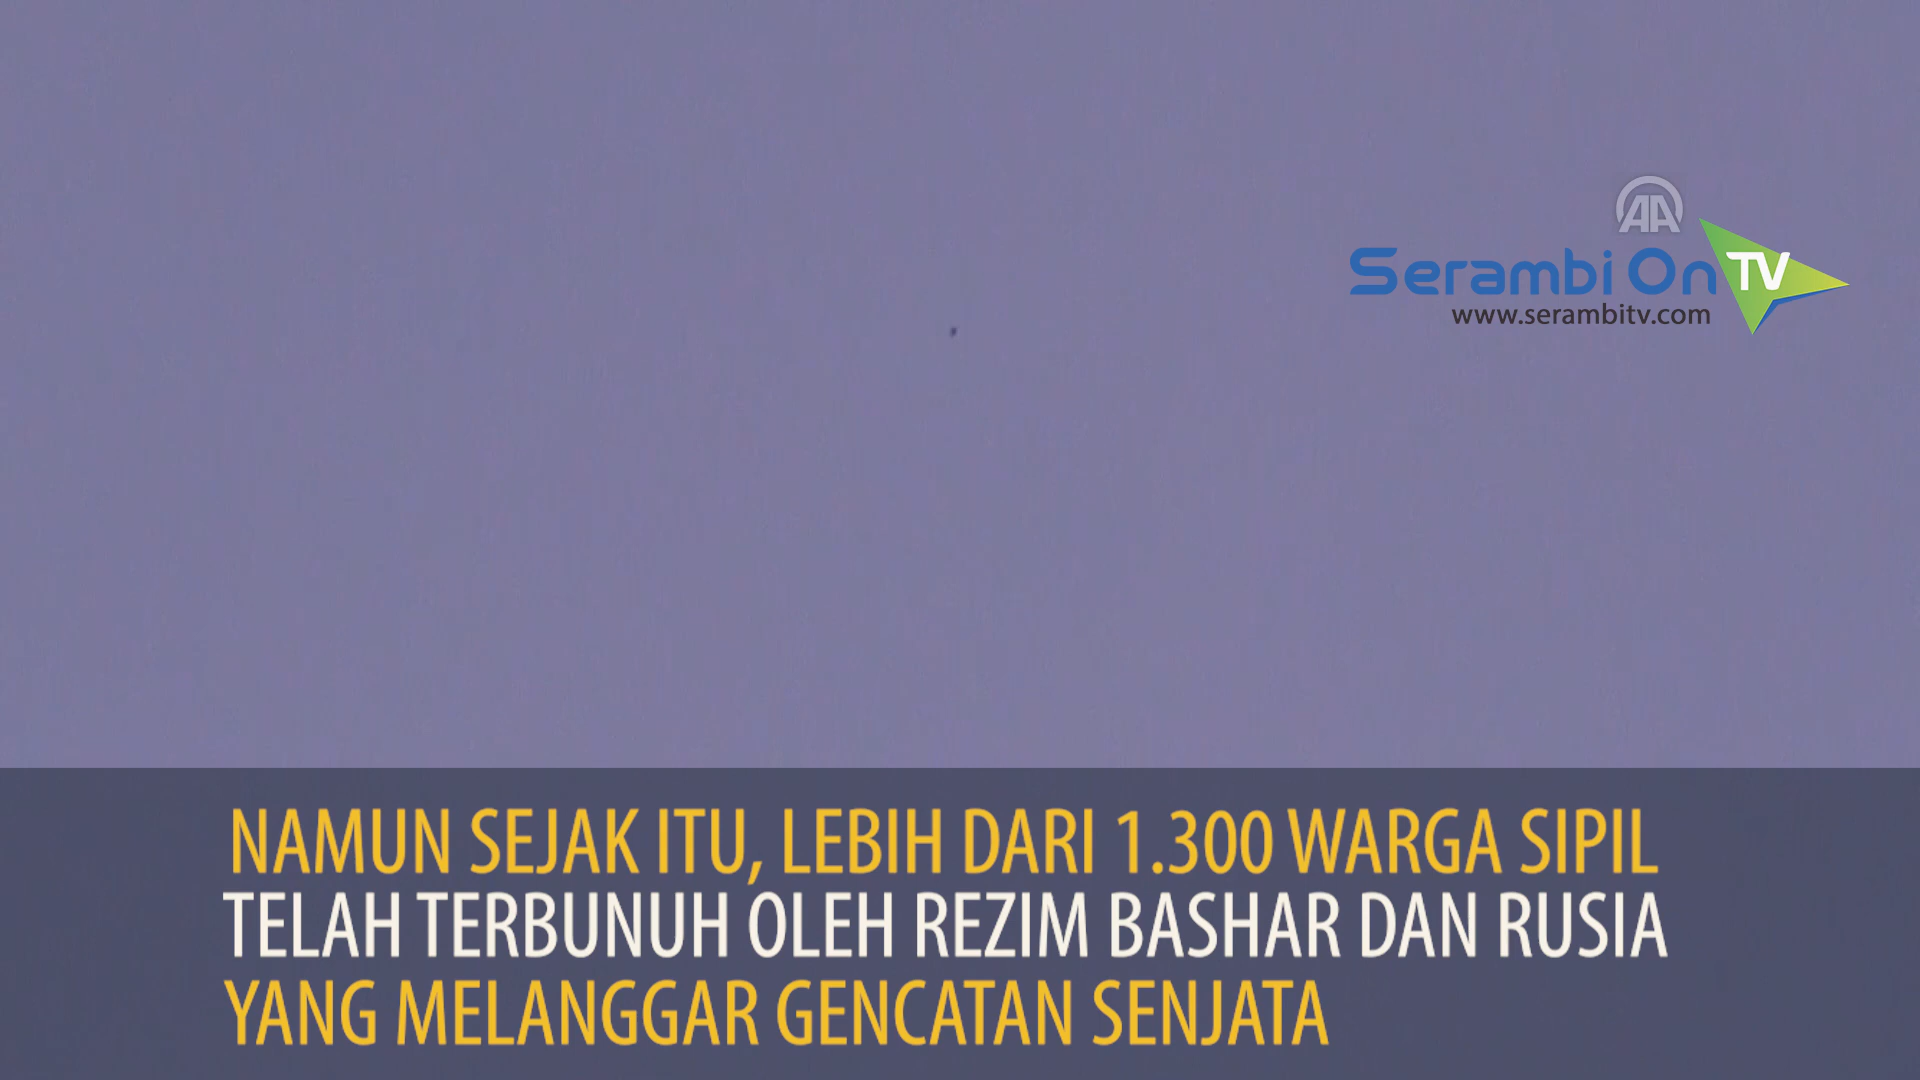 AA
Serambi On TV
www.serambitv.com
NAMUN SEJAK ITU, LEBIH DARI 1.300 WARGA SIPIL
TELAH TERBUNUH OLEH REZIM BASHAR DAN RUSIA
YANG MELANGGAR GENCATAN SENJATA